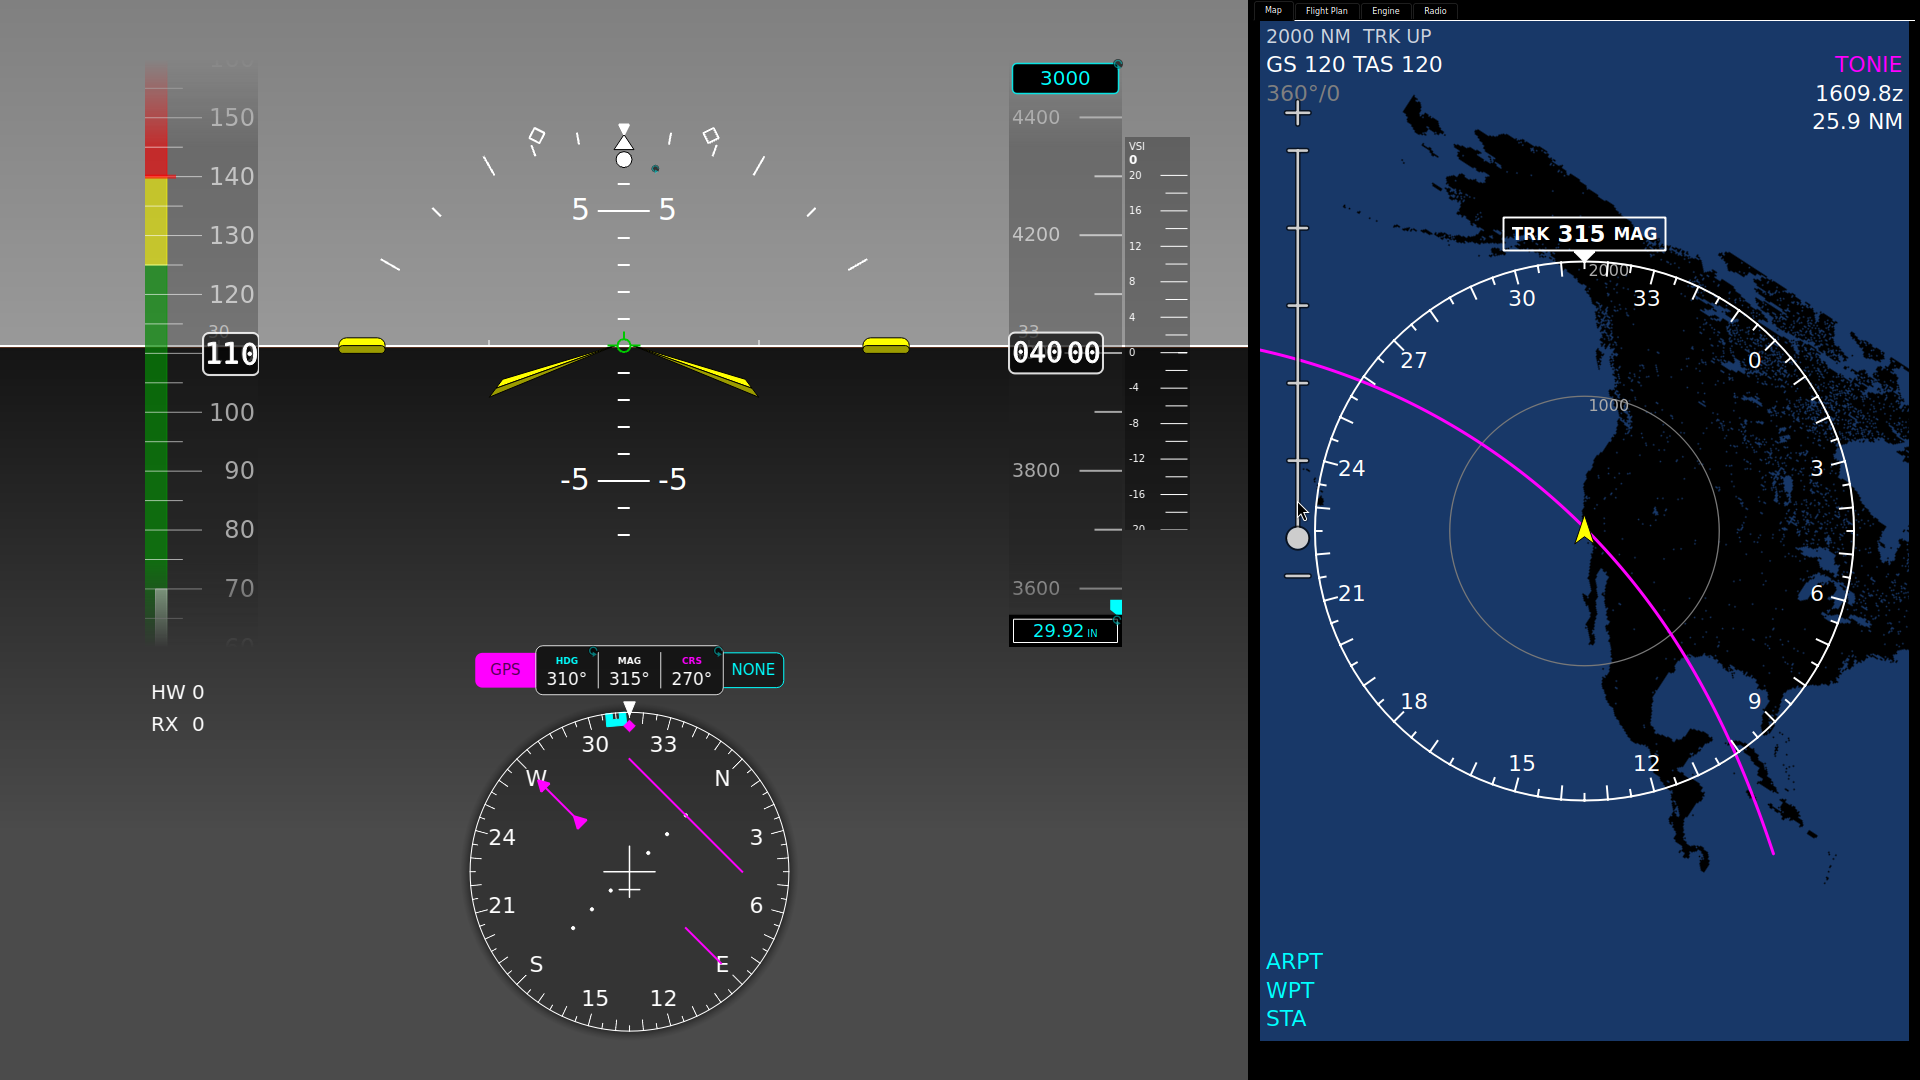 Map Flight Plan Engine Radio
2000 NM TRK UP
GS 120 TAS 120
360°/0
TONIE
1609.8z
25.9 NM
TRK 315 MAG
2000
1000
30 33 0 3 6 9 12 15 18 21 24 27
ARPT
WPT
STA
150
140
130
120
110
100
90
80
70
5 5
-5 -5
3000
4400
4200
04000
3800
3600
29.92 IN
VSI
0
20
16
12
8
4
0
-4
-8
-12
-16
-20
HW 0
RX 0
GPS
HDG MAG CRS
310° 315° 270°
NONE
30 33 N 3 6 E 12 15 S 21 24 W